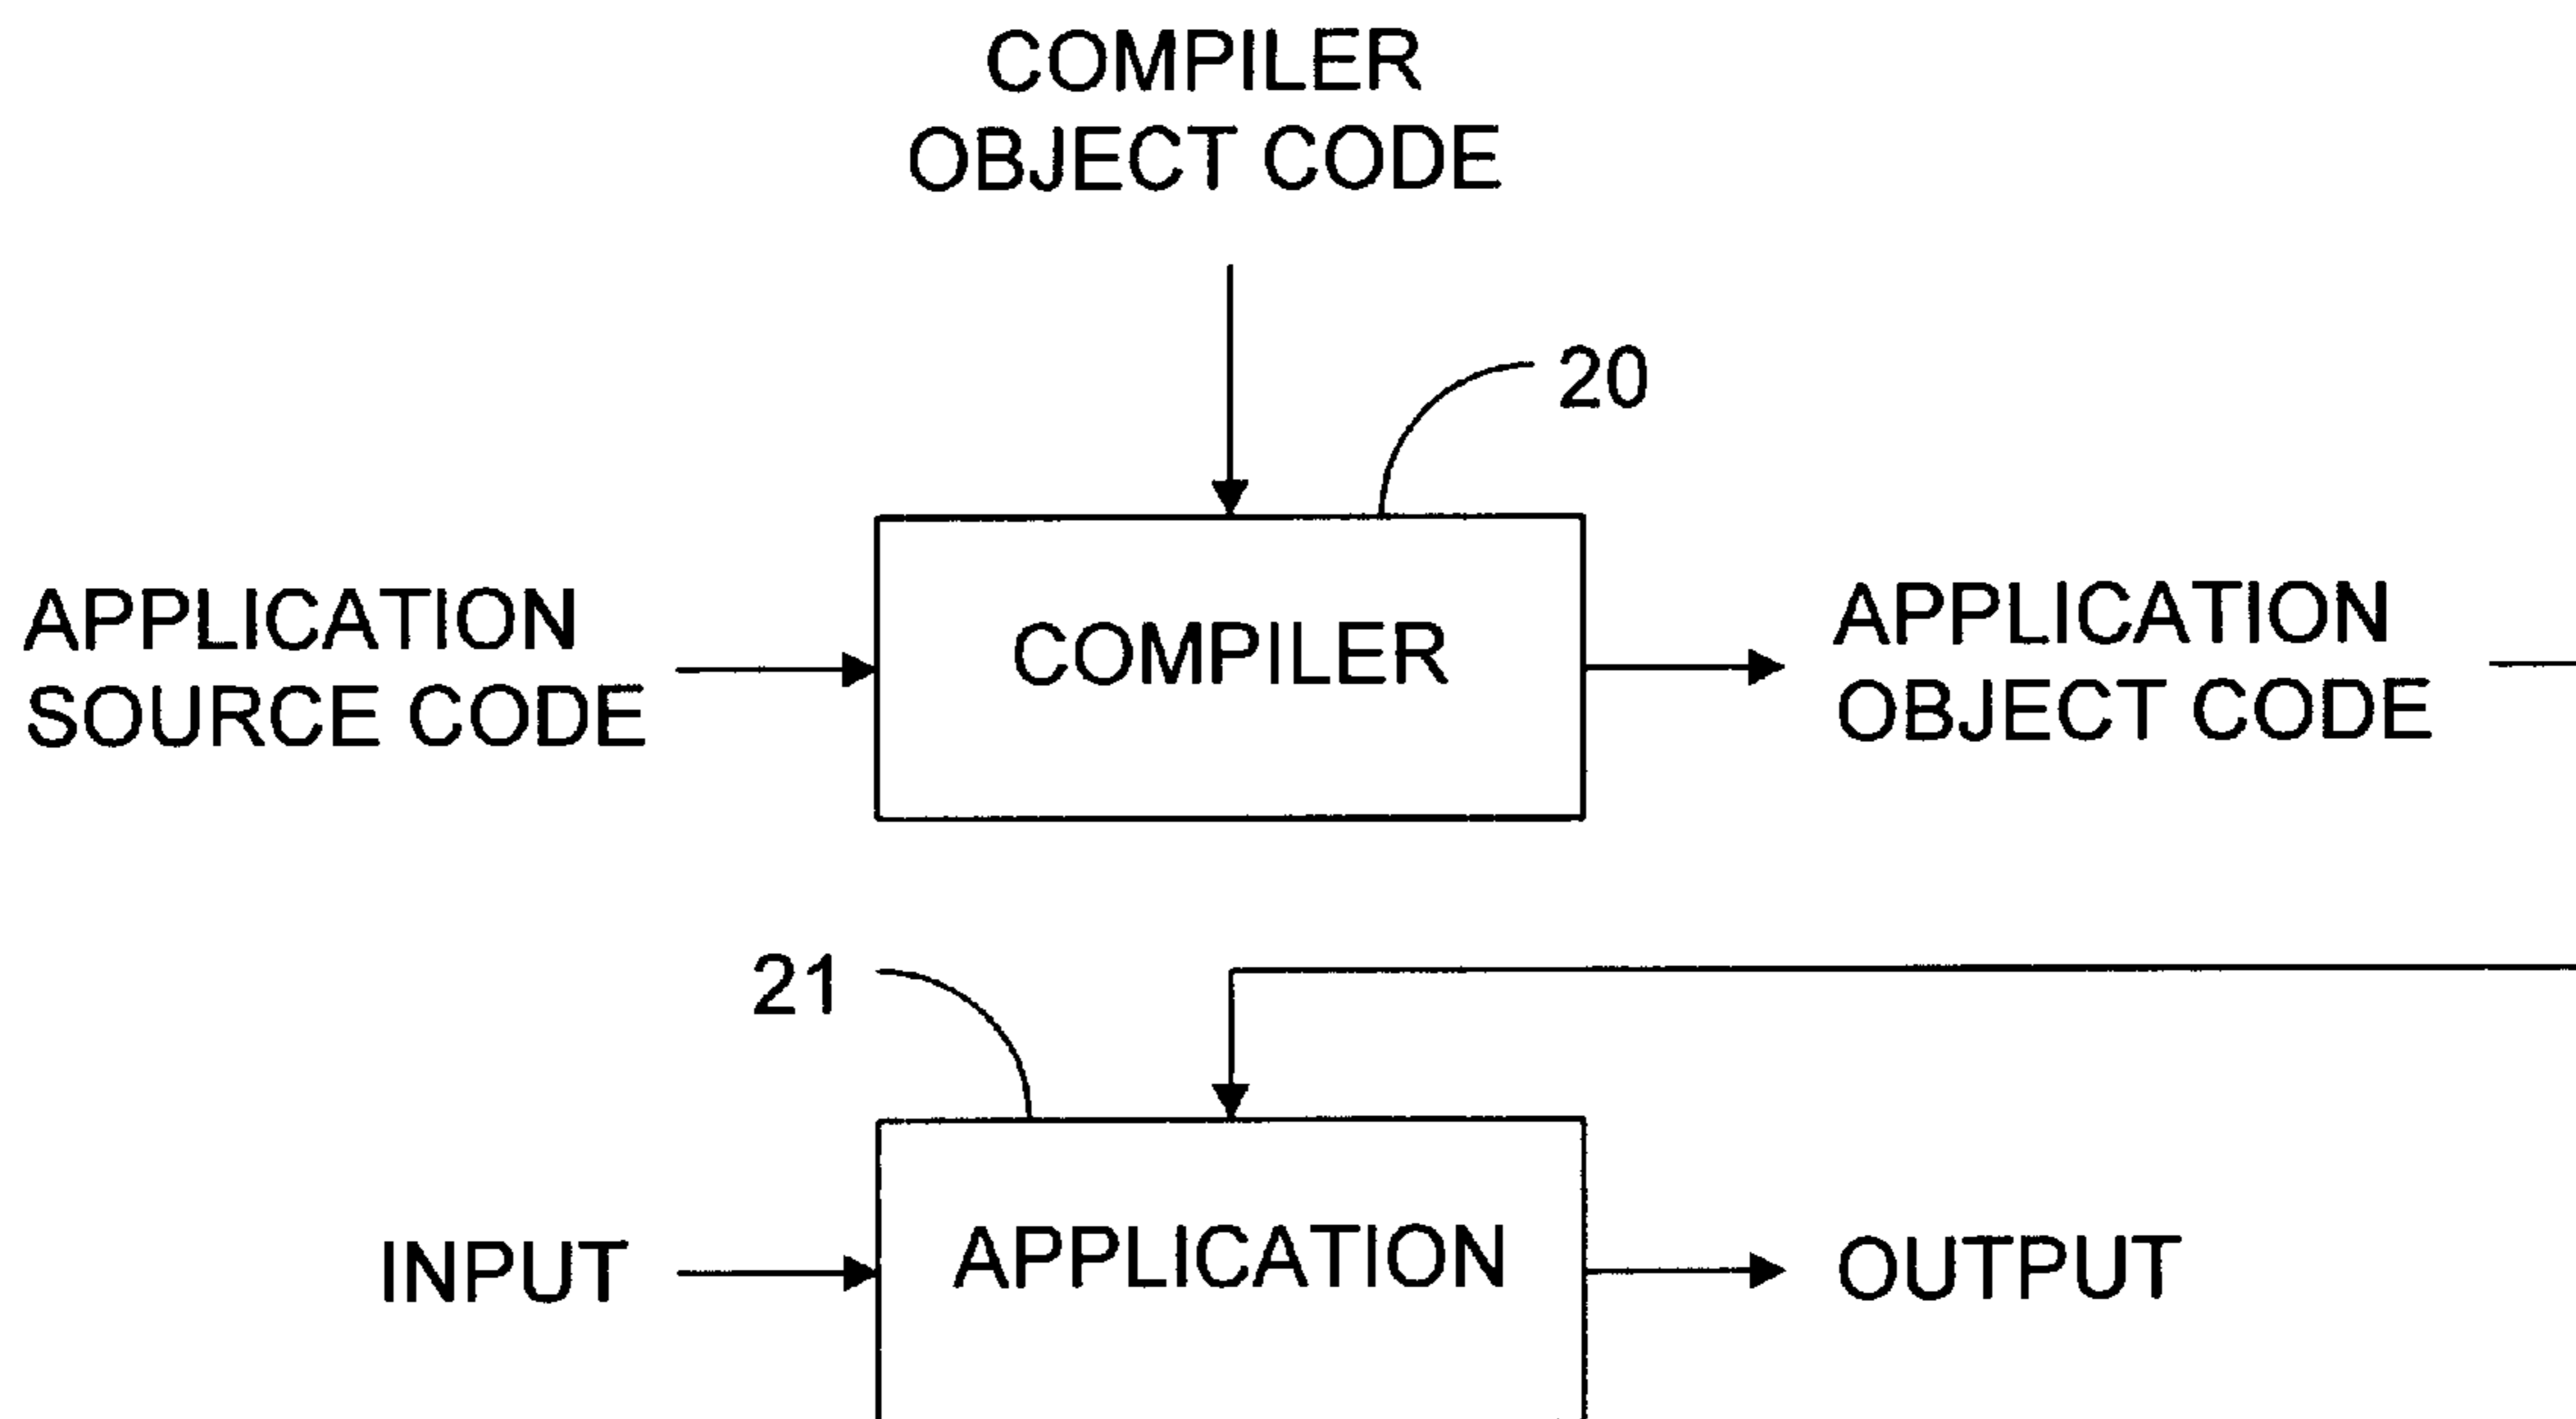 COMPILER
OBJECT CODE
20
APPLICATION
SOURCE CODE
COMPILER
APPLICATION
OBJECT CODE
21
INPUT
APPLICATION
OUTPUT